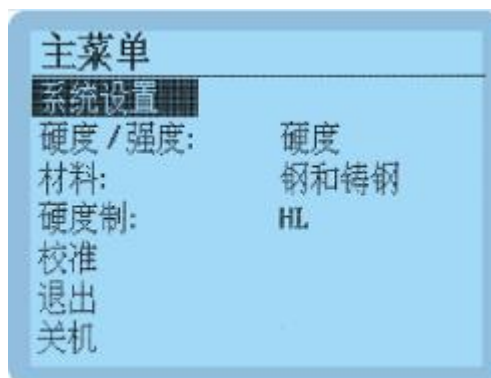 主菜单
系统设置
硬度 / 强度: 硬度
材料: 钢和铸钢
硬度制: HL
校准
退出
关机